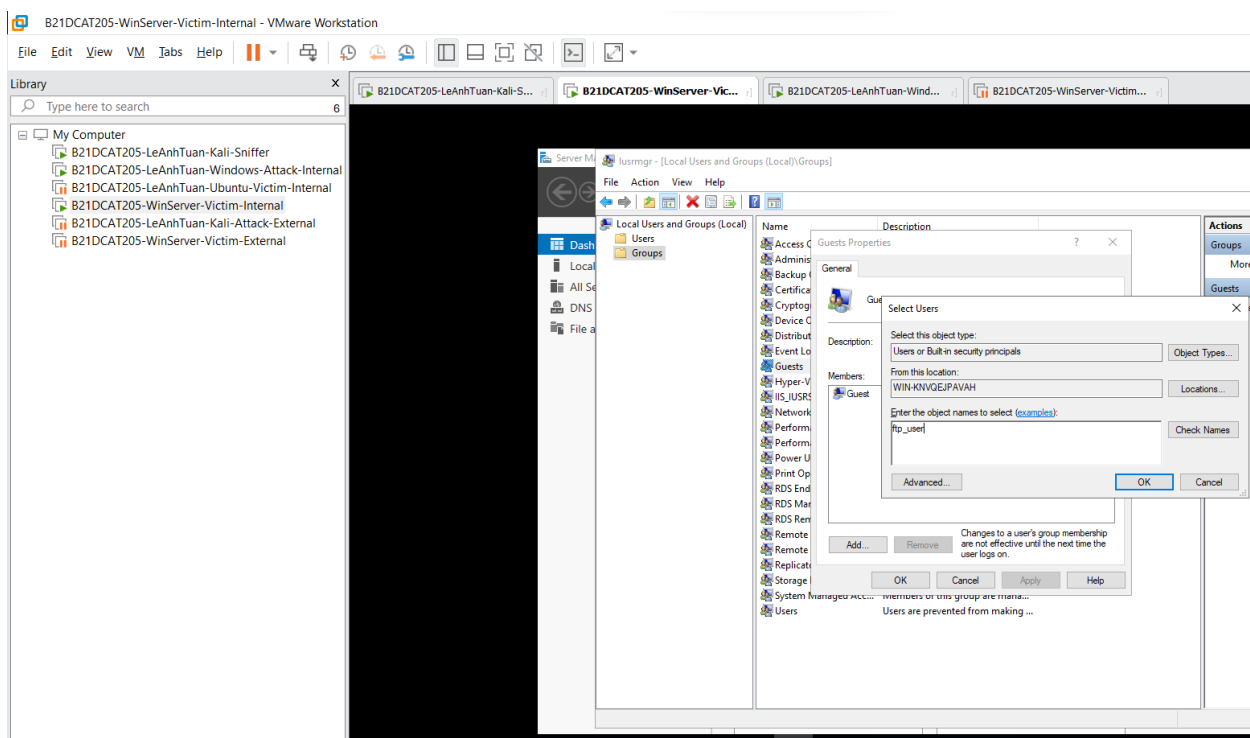 B21DCAT205-WinServer-Victim-Internal - VMware Workstation
File Edit View VM Tabs Help
Library X
Type here to search 6
My Computer
B21DCAT205-LeAnhTuan-Kali-Sniffer
B21DCAT205-LeAnhTuan-Windows-Attack-Internal
B21DCAT205-LeAnhTuan-Ubuntu-Victim-Internal
B21DCAT205-WinServer-Victim-Internal
B21DCAT205-LeAnhTuan-Kali-Attack-External
B21DCAT205-WinServer-Victim-External
B21DCAT205-LeAnhTuan-Kali-S... B21DCAT205-WinServer-Vic... B21DCAT205-LeAnhTuan-Wind... B21DCAT205-WinServer-Victim...
Server M
Dash
Local
All Se
DNS
File a
lusrmgr - [Local Users and Groups (Local)\Groups]
File Action View Help
Local Users and Groups (Local)
Users
Groups
Name Description
Access C
Adminis
Backup
Certifica
Cryptog
Device O
Distribut
Event Lo
Guests
Hyper-V
IIS_IUSRS
Network
Perform
Perform
Power U
Print Op
RDS End
RDS Man
RDS Rem
Remote
Remote
Replicato
Storage
System Managed Acc... Members of this group are mana...
Users Users are prevented from making ...
Actions
Groups
More
Guests
Guests Properties ?
General
Gue
Description:
Members:
Guest
Add... Remove
Changes to a user's group membership
are not effective until the next time the
user logs on.
OK Cancel Apply Help
Select Users
Select this object type:
Users or Built-in security principals Object Types...
From this location:
WIN-KNVQEJPAVAH Locations...
Enter the object names to select (examples):
ftp_user Check Names
Advanced... OK Cancel